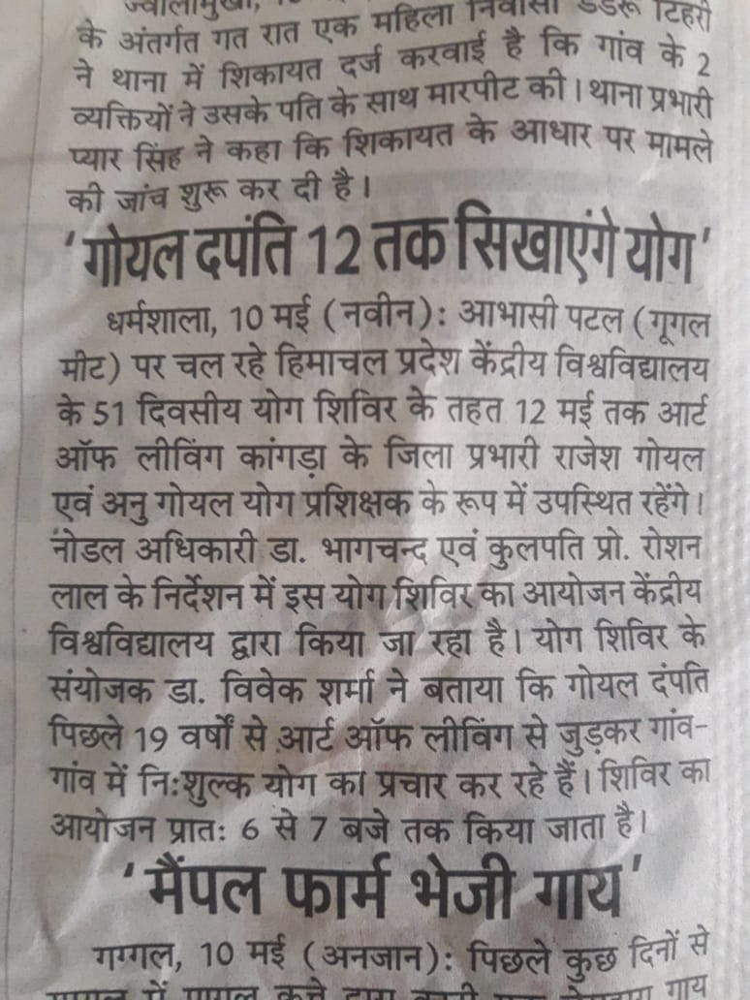 ज्वालामुखी, 10
के अंतर्गत गत रात एक महिला निवासी डडरू टिहरी
ने थाना में शिकायत दर्ज करवाई है कि गांव के 2
व्यक्तियों ने उसके पति के साथ मारपीट की। थाना प्रभारी
प्यार सिंह ने कहा कि शिकायत के आधार पर मामले
की जांच शुरू कर दी है।
'गोयल दपंति 12 तक सिखाएंगे योग'
धर्मशाला, 10 मई (नवीन): आभासी पटल (गूगल
मीट) पर चल रहे हिमाचल प्रदेश केंद्रीय विश्वविद्यालय
के 51 दिवसीय योग शिविर के तहत 12 मई तक आर्ट
ऑफ लीविंग कांगड़ा के जिला प्रभारी राजेश गोयल
एवं अनु गोयल योग प्रशिक्षक के रूप में उपस्थित रहेंगे।
नोडल अधिकारी डा. भागचन्द एवं कुलपति प्रो. रोशन
लाल के निर्देशन में इस योग शिविर का आयोजन केंद्रीय
विश्वविद्यालय द्वारा किया जा रहा है। योग शिविर के
संयोजक डा. विवेक शर्मा ने बताया कि गोयल दंपति
पिछले 19 वर्षों से आर्ट ऑफ लीविंग से जुड़कर गांव-
गांव में नि:शुल्क योग का प्रचार कर रहे हैं। शिविर का
आयोजन प्रात: 6 से 7 बजे तक किया जाता है।
'मैंपल फार्म भेजी गाय'
गग्गल, 10 मई (अनजान): पिछले कुछ दिनों से